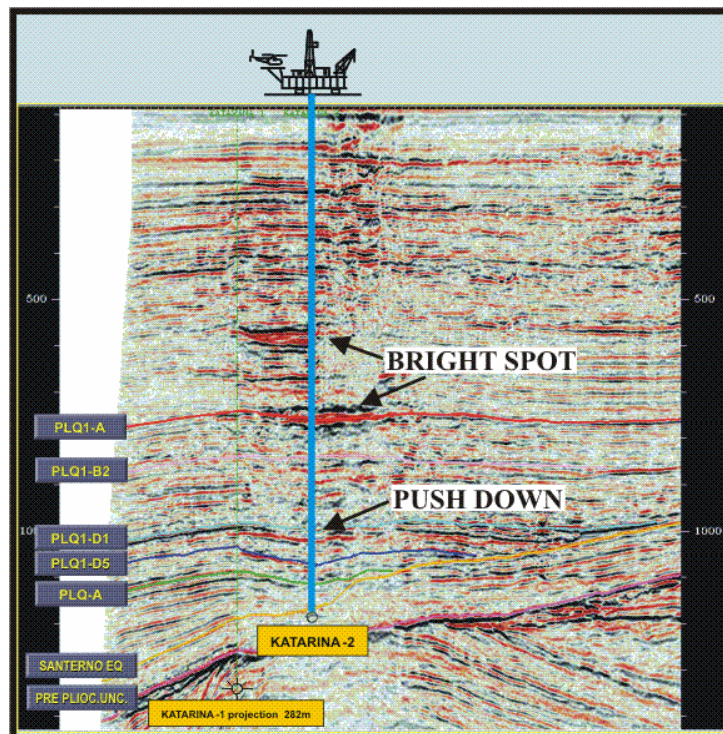 500
500
BRIGHT SPOT
PLQ1-A
PLQ1-B2
PUSH DOWN
1000
PLQ1-D1
PLQ1-D5
PLQ-A
KATARINA -2
SANTERNO EQ
PRE PLIOC.UNC.
KATARINA -1 projection 282m